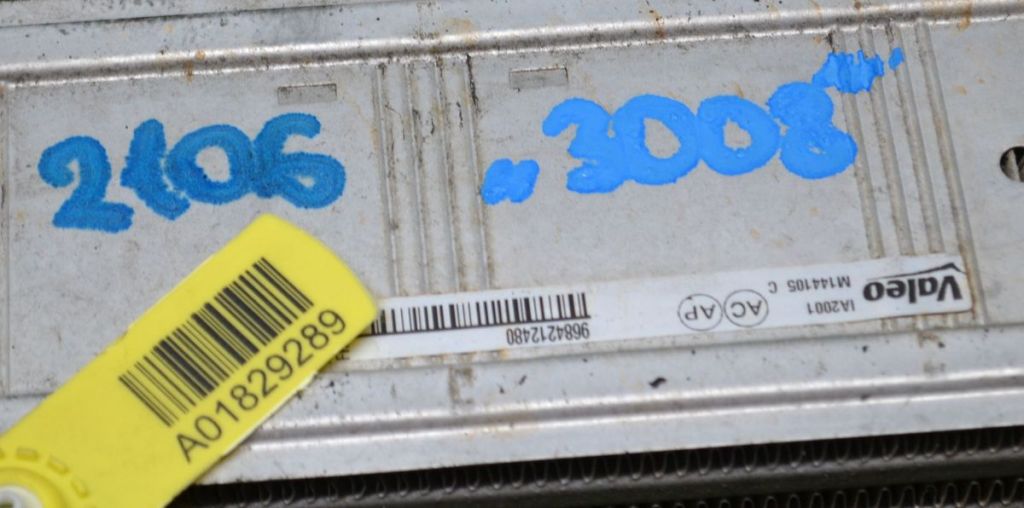 2106
"3008"
Valeo
IA2001
M144105 C
AC AP
9684212480
A01829289